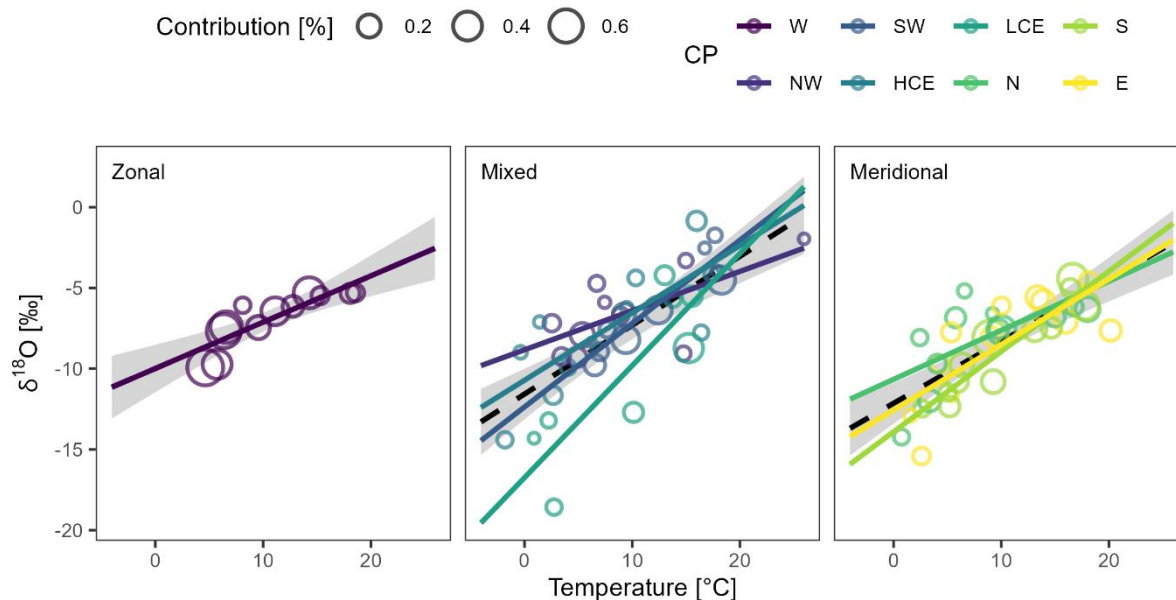 Contribution [%] 0.2 0.4 0.6
CP
W SW LCE S
NW HCE N E
Zonal Mixed Meridional
0
-5
-10
-15
-20
δ¹⁸O [‰]
0 10 20 0 10 20 0 10 20
Temperature [°C]